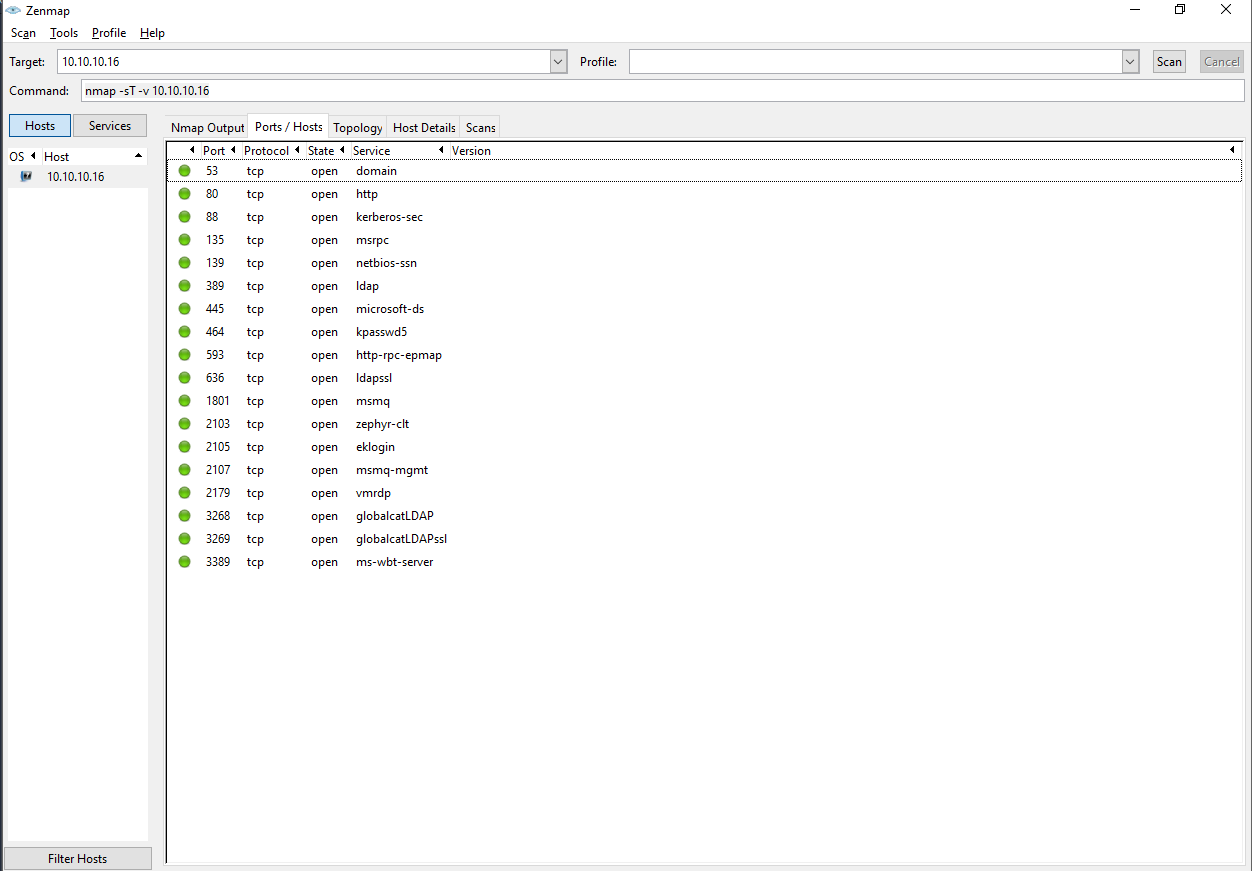 Zenmap
Scan Tools Profile Help
Target: 10.10.10.16 Profile: Scan Cancel
Command: nmap -sT -v 10.10.10.16
Hosts Services
Nmap Output Ports / Hosts Topology Host Details Scans
OS Host
10.10.10.16
Port Protocol State Service Version
53 tcp open domain
80 tcp open http
88 tcp open kerberos-sec
135 tcp open msrpc
139 tcp open netbios-ssn
389 tcp open ldap
445 tcp open microsoft-ds
464 tcp open kpasswd5
593 tcp open http-rpc-epmap
636 tcp open ldapssl
1801 tcp open msmq
2103 tcp open zephyr-clt
2105 tcp open eklogin
2107 tcp open msmq-mgmt
2179 tcp open vmrdp
3268 tcp open globalcatLDAP
3269 tcp open globalcatLDAPssl
3389 tcp open ms-wbt-server
Filter Hosts